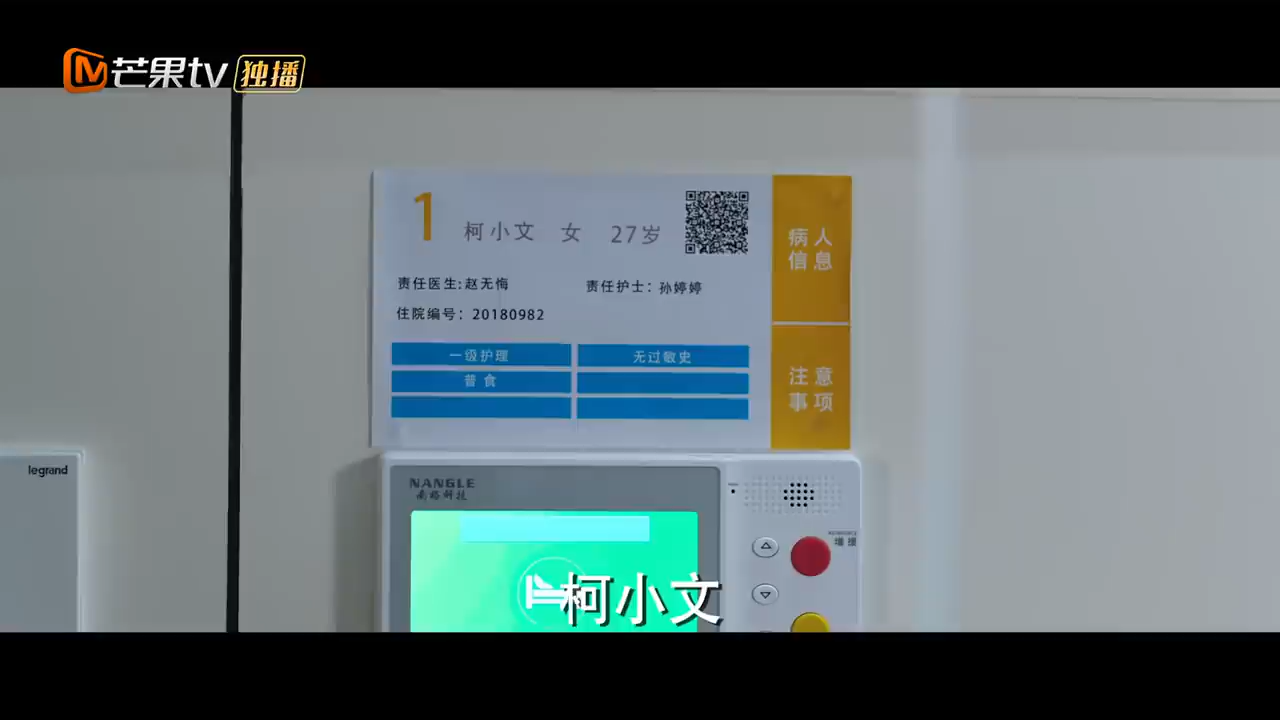 芒果tv 独播
1 柯小文 女 27岁
病人
信息
责任医生:赵无悔 责任护士：孙婷婷
住院编号：20180982
一级护理 无过敏史
普食
注意
事项
legrand
NANGLE
南格科技
增援
柯小文